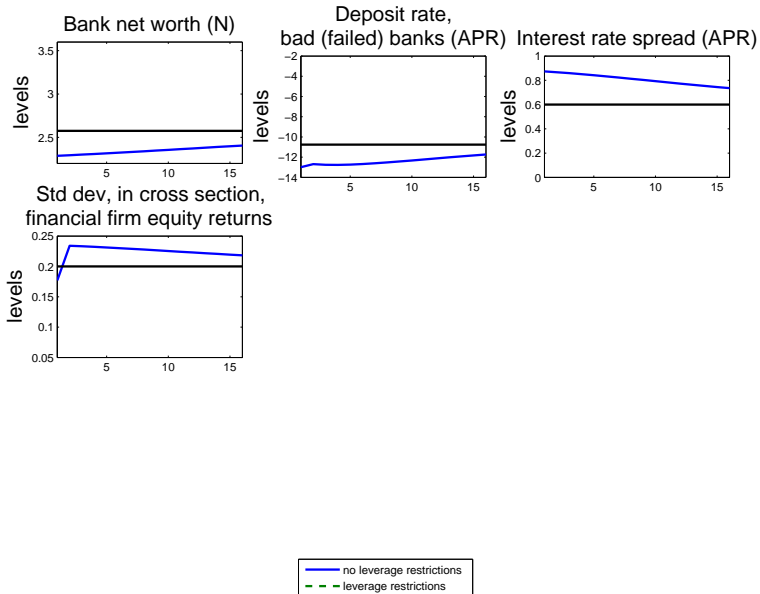 Bank net worth (N)
levels
3.5
3
2.5
5 10 15
Deposit rate,
bad (failed) banks (APR)
−2
−4
−6
−8
−10
−12
−14
5 10 15
Interest rate spread (APR)
1
0.8
0.6
0.4
0.2
0
5 10 15
Std dev, in cross section,
financial firm equity returns
levels
0.25
0.2
0.15
0.1
0.05
5 10 15
no leverage restrictions
leverage restrictions